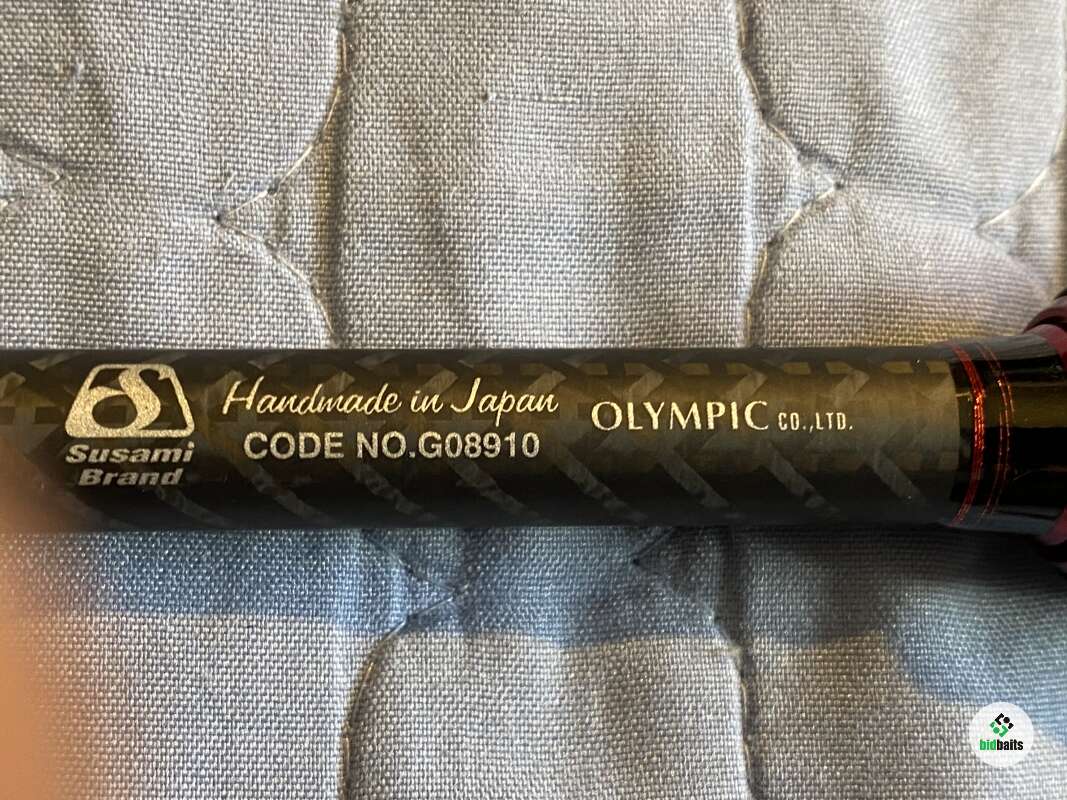 Susami
Brand
Handmade in Japan
CODE NO.G08910
OLYMPIC CO.,LTD.
bidbaits